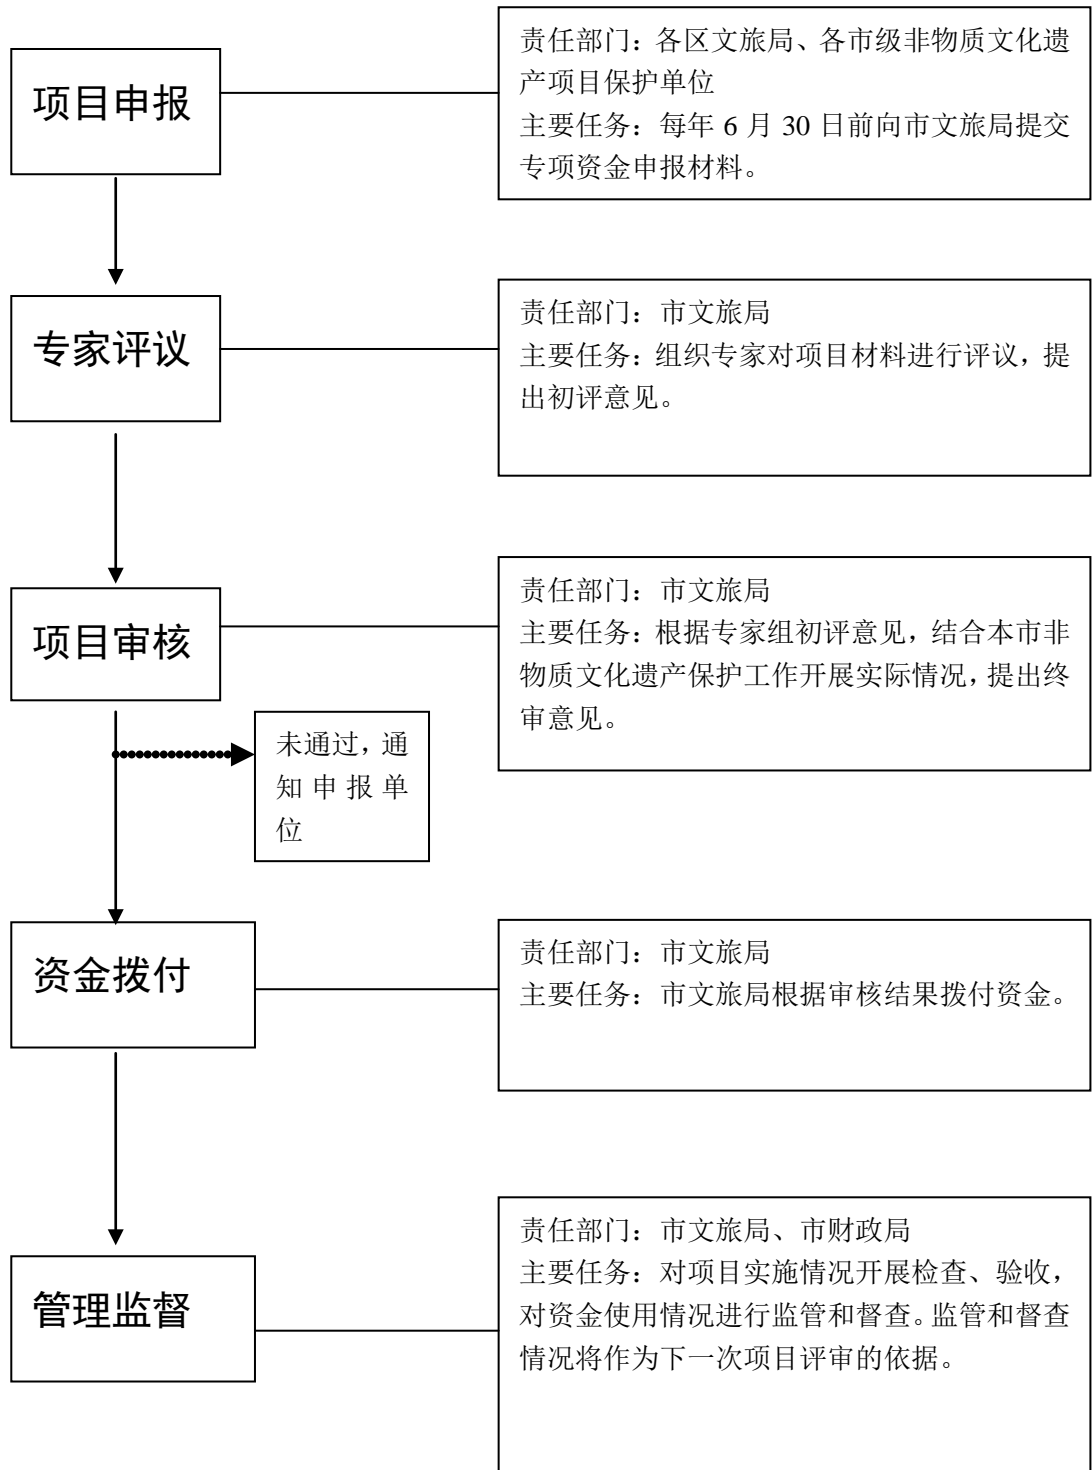 项目申报
责任部门：各区文旅局、各市级非物质文化遗
产项目保护单位
主要任务：每年 6 月 30 日前向市文旅局提交
专项资金申报材料。
专家评议
责任部门：市文旅局
主要任务：组织专家对项目材料进行评议，提
出初评意见。
项目审核
责任部门：市文旅局
主要任务：根据专家组初评意见，结合本市非
物质文化遗产保护工作开展实际情况，提出终
审意见。
未通过，通
知申报单
位
资金拨付
责任部门：市文旅局
主要任务：市文旅局根据审核结果拨付资金。
管理监督
责任部门：市文旅局、市财政局
主要任务：对项目实施情况开展检查、验收，
对资金使用情况进行监管和督查。监管和督查
情况将作为下一次项目评审的依据。